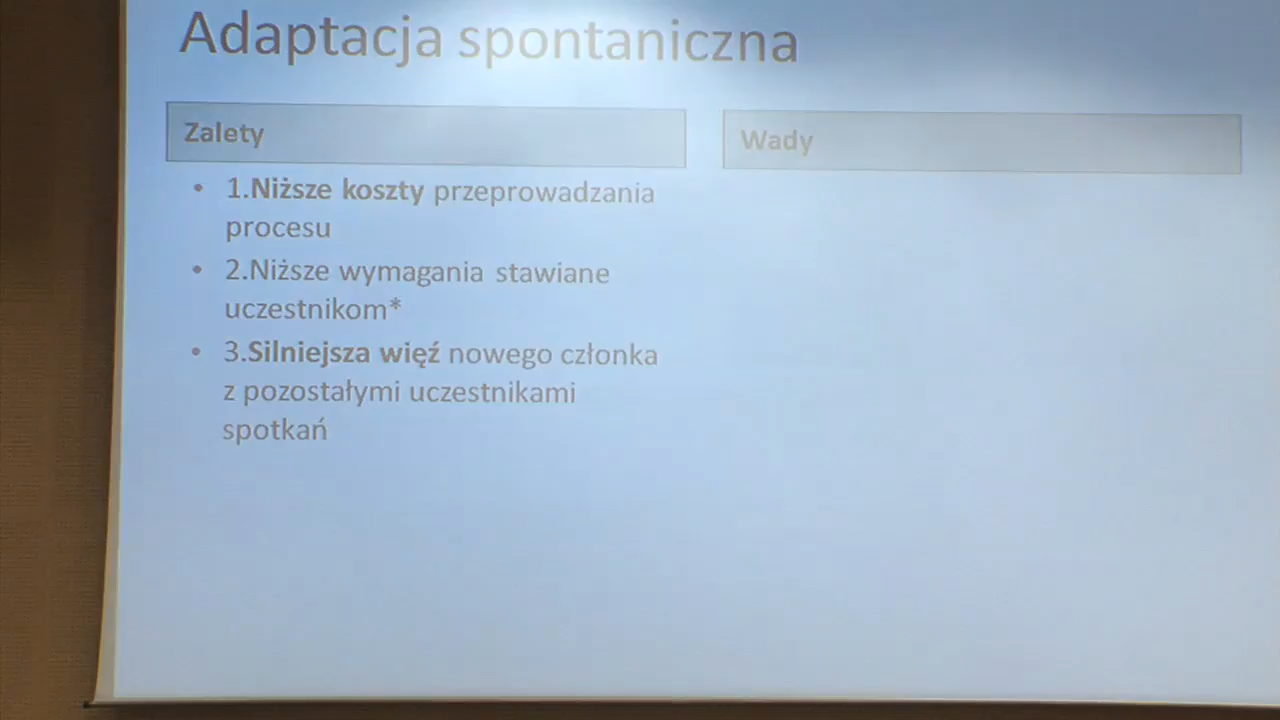 Adaptacja spontaniczna
Zalety
Wady
• 1.Niższe koszty przeprowadzania
procesu
• 2.Niższe wymagania stawiane
uczestnikom*
• 3.Silniejsza więź nowego członka
z pozostałymi uczestnikami
spotkań